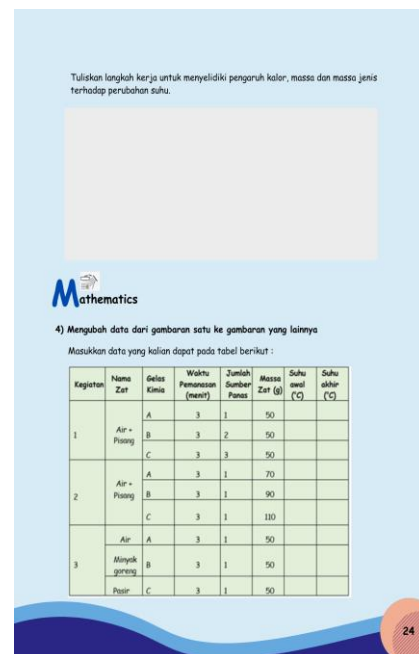 Tuliskan langkah kerja untuk menyelidiki pengaruh kalor, massa dan massa jenis
terhadap perubahan suhu.
Mathematics
4) Mengubah data dari gambaran satu ke gambaran yang lainnya
Masukkan data yang kalian dapat pada tabel berikut :
Kegiatan Nama Zat Gelas Kimia Waktu Pemanasan (menit) Jumlah Sumber Panas Massa Zat (g) Suhu awal (°C) Suhu akhir (°C)
1 Air + Pisang A 3 1 50
B 3 2 50
C 3 3 50
2 Air + Pisang A 3 1 70
B 3 1 90
C 3 1 110
3 Air A 3 1 50
Minyak goreng B 3 1 50
Pasir C 3 1 50
24